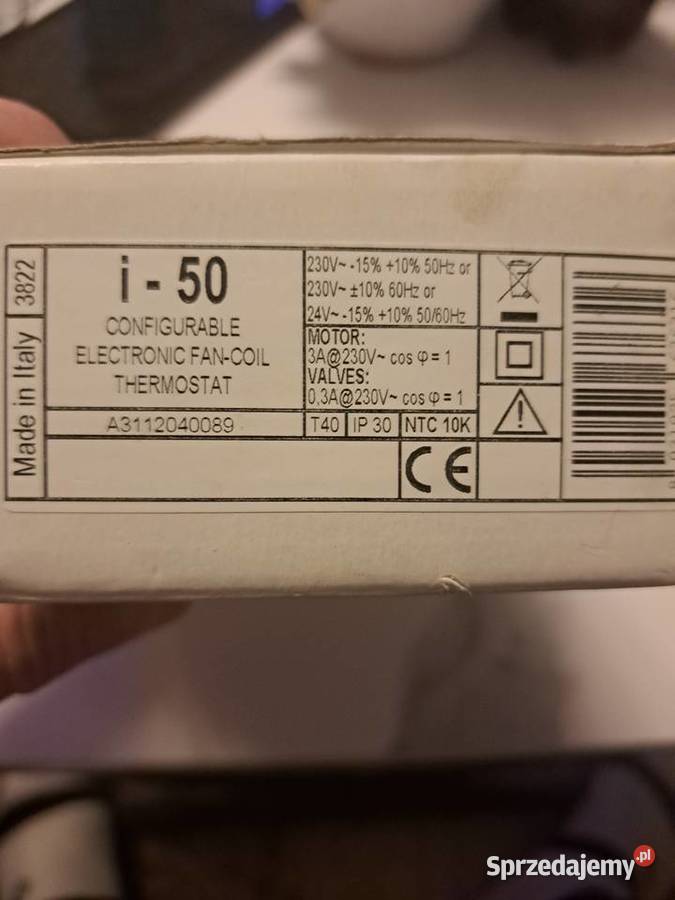 3822
Made in Italy
i - 50
CONFIGURABLE
ELECTRONIC FAN-COIL
THERMOSTAT
A3112040089
230V~ -15% +10% 50Hz or
230V~ ±10% 60Hz or
24V~ -15% +10% 50/60Hz
MOTOR:
3A@230V~ cos φ = 1
VALVES:
0,3A@230V~ cos φ = 1
T40
IP 30
NTC 10K
CE
Sprzedajemy.pl